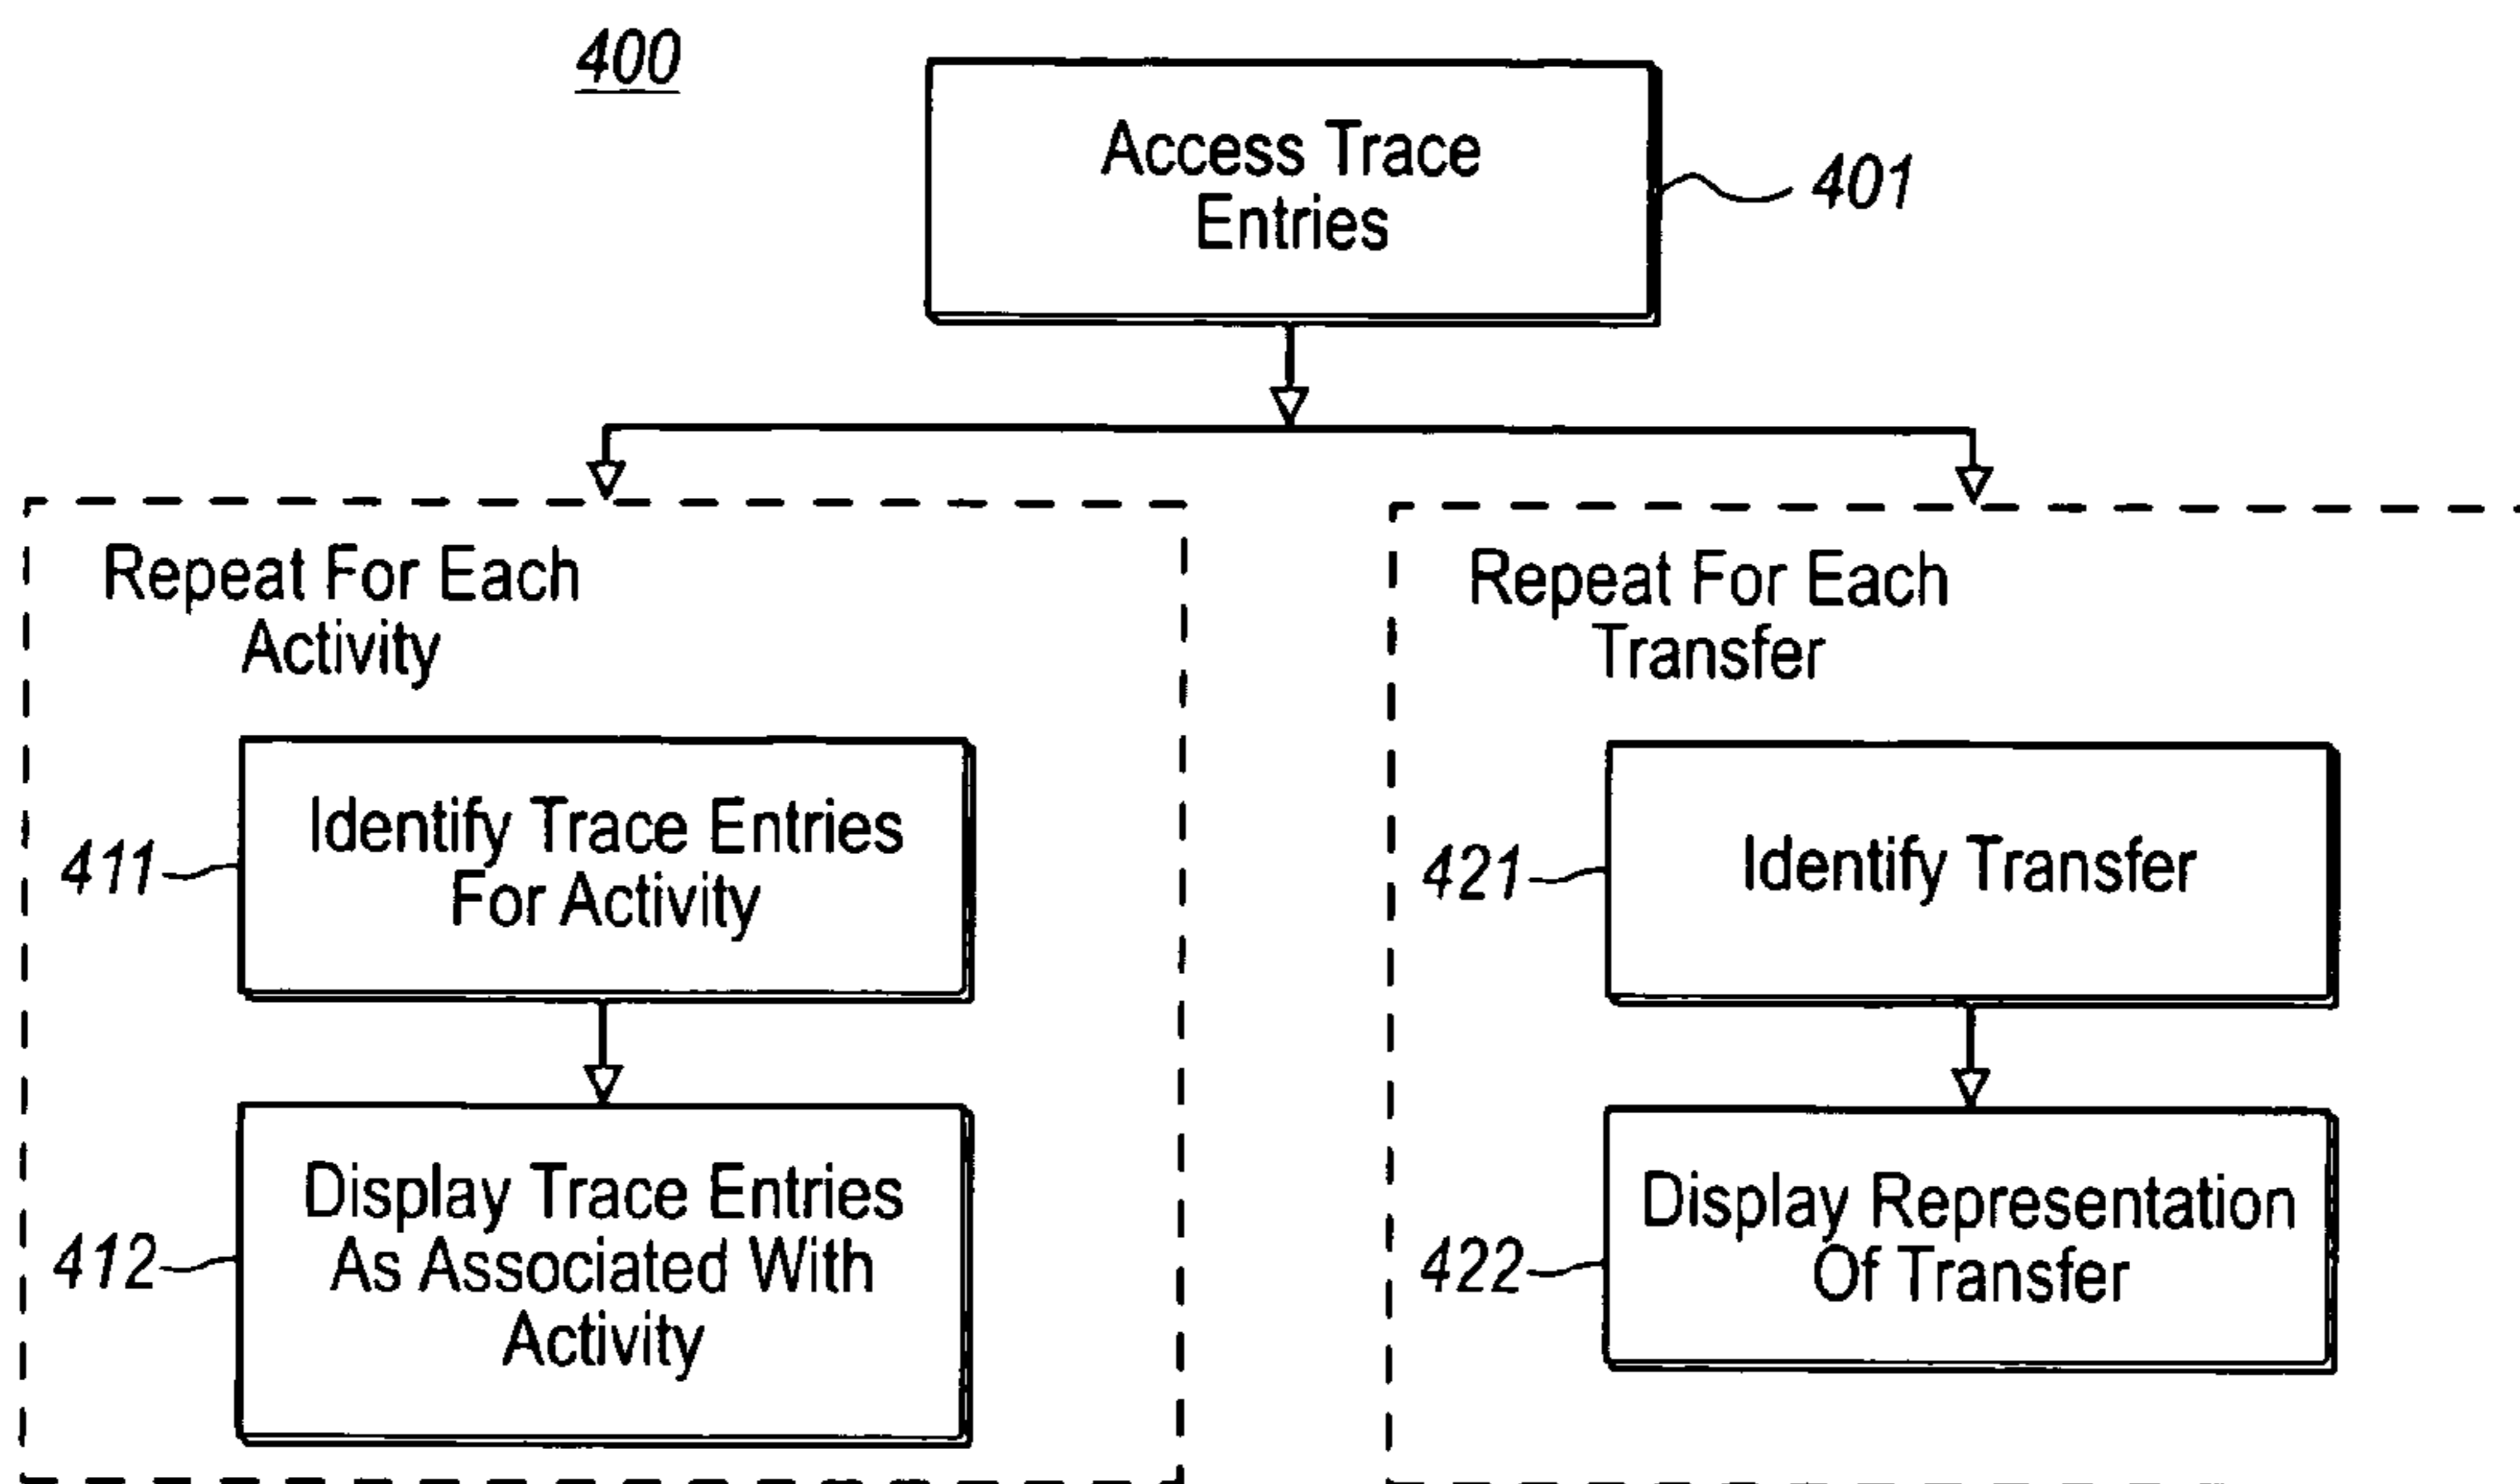 400
Access Trace
Entries
401
Repeat For Each
Activity
Identify Trace Entries
For Activity
411
Display Trace Entries
As Associated With
Activity
412
Repeat For Each
Transfer
Identify Transfer
421
Display Representation
Of Transfer
422